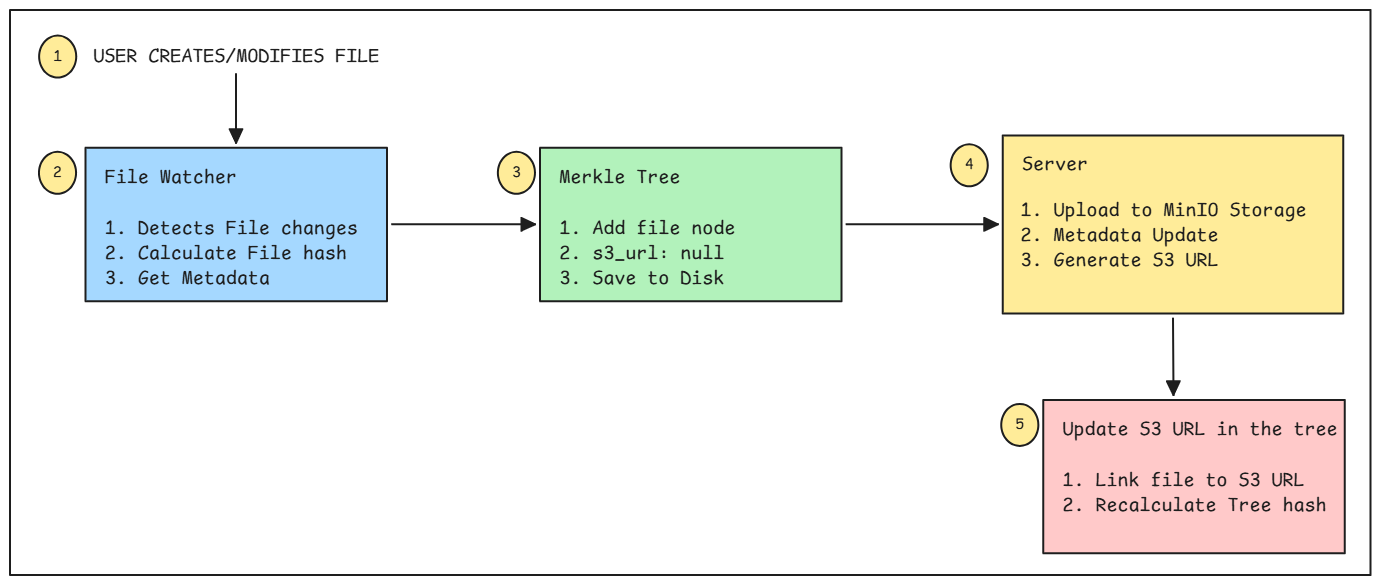 1
USER CREATES/MODIFIES FILE
2
File Watcher
1. Detects File changes
2. Calculate File hash
3. Get Metadata
3
Merkle Tree
1. Add file node
2. s3_url: null
3. Save to Disk
4
Server
1. Upload to MinIO Storage
2. Metadata Update
3. Generate S3 URL
5
Update S3 URL in the tree
1. Link file to S3 URL
2. Recalculate Tree hash